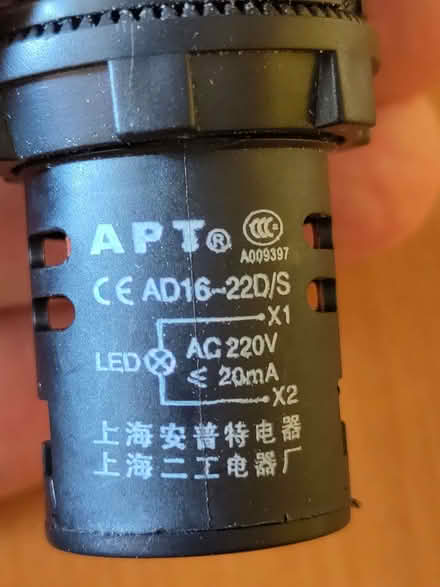 APT® CCC
A009397
CE AD16-22D/S
X1
LED AC 220V
≤ 20mA
X2
上海安普特电器
上海二工电器厂